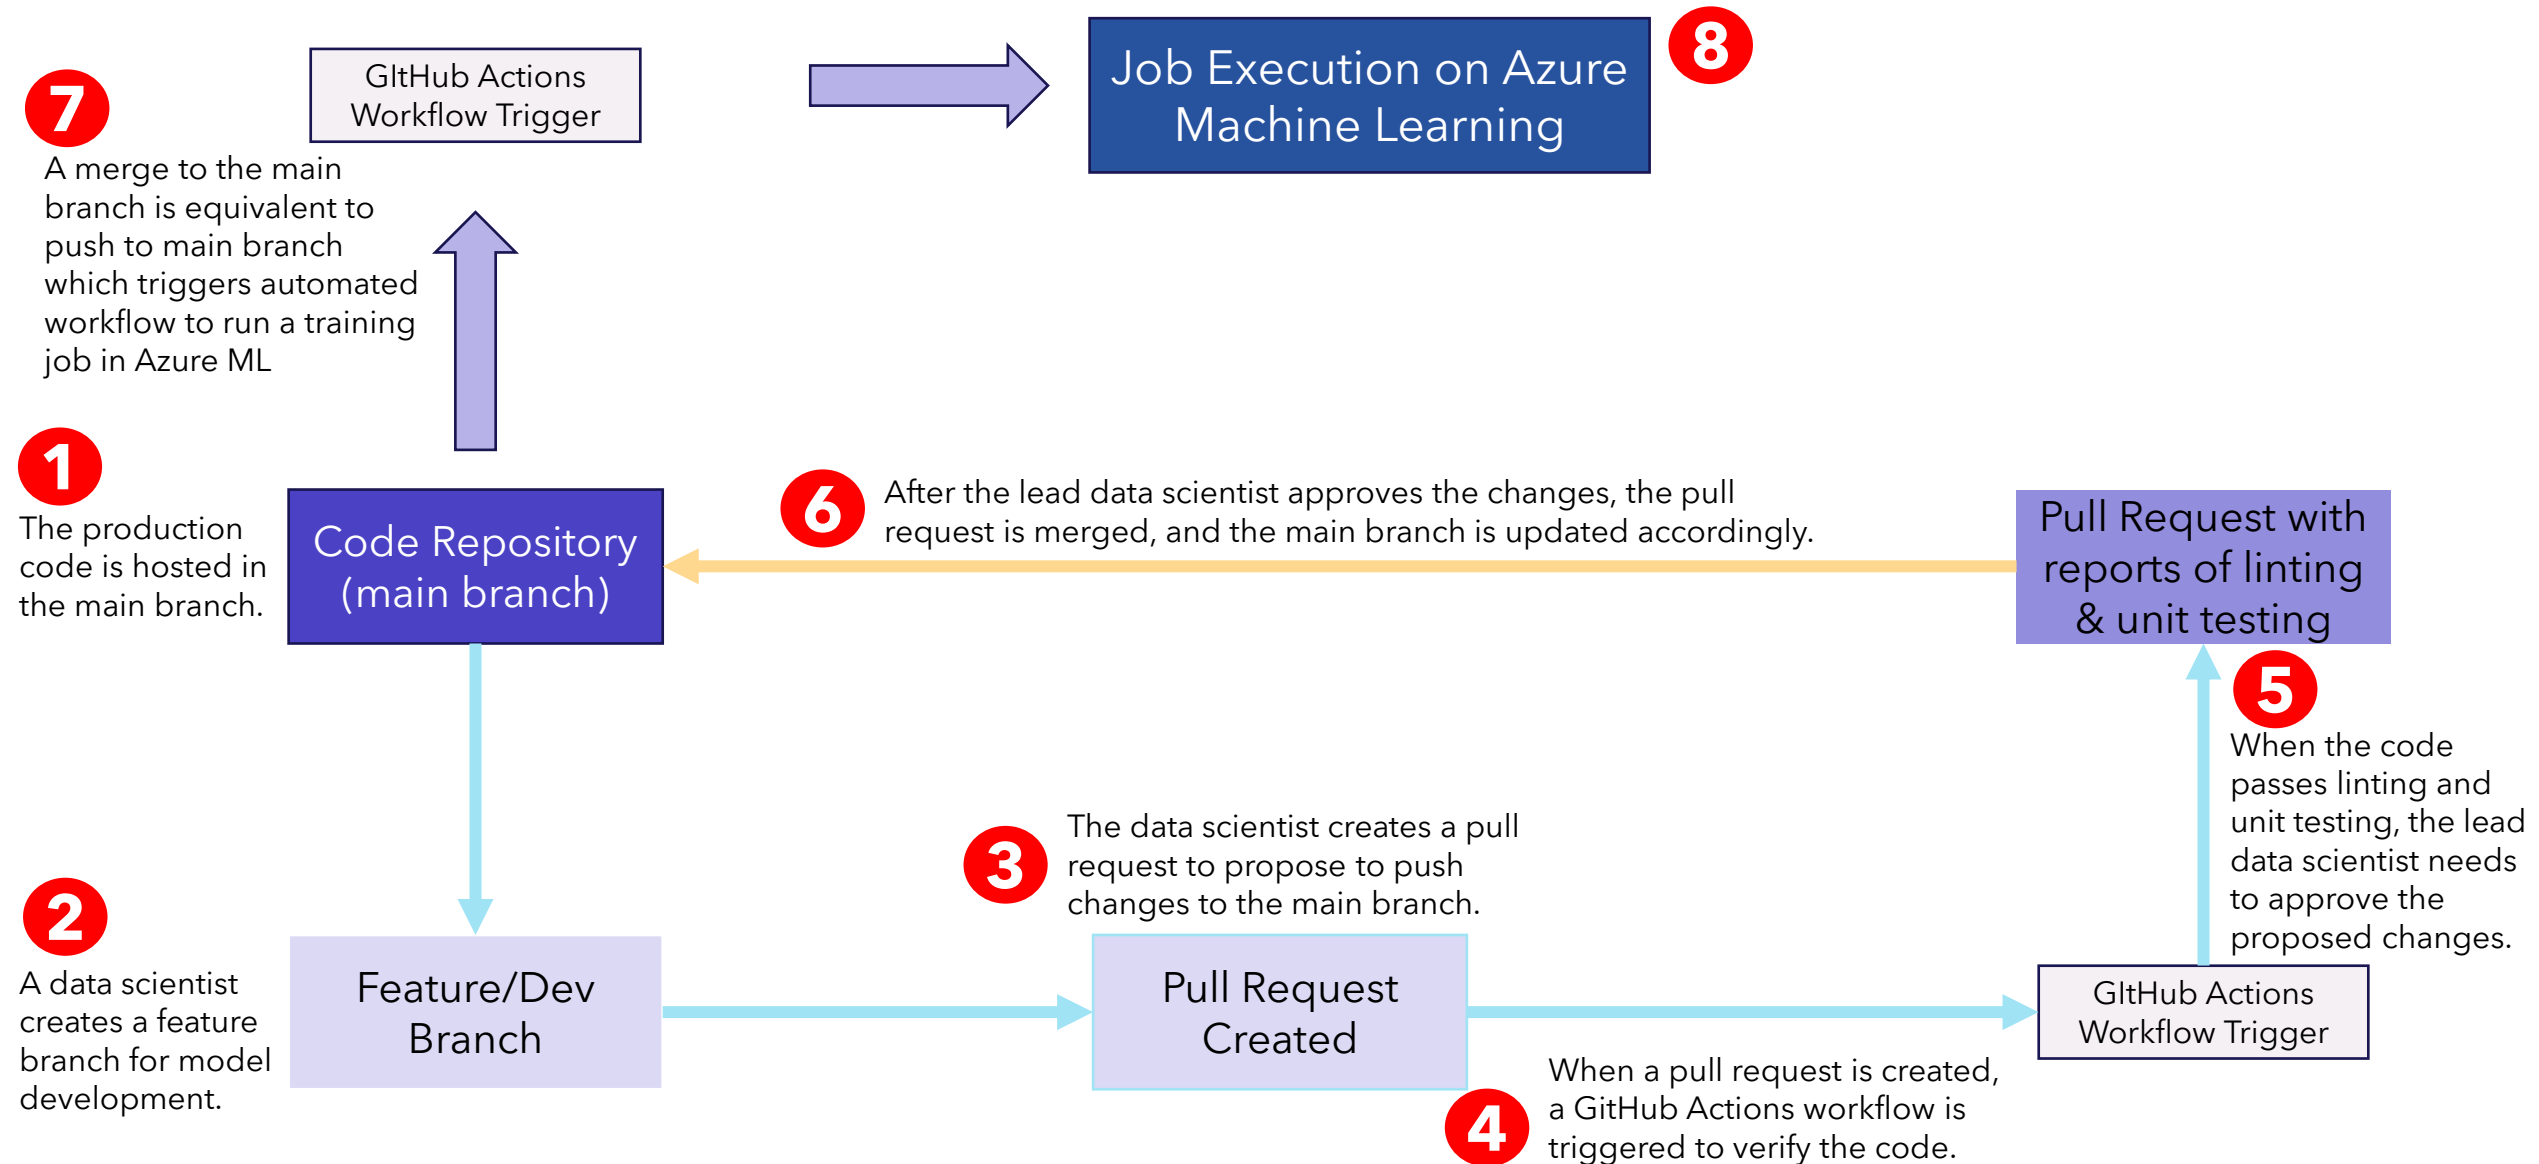 GItHub Actions
Workflow Trigger
Job Execution on Azure
Machine Learning
8
7
A merge to the main
branch is equivalent to
push to main branch
which triggers automated
workflow to run a training
job in Azure ML
1
The production
code is hosted in
the main branch.
Code Repository
(main branch)
6
After the lead data scientist approves the changes, the pull
request is merged, and the main branch is updated accordingly.
Pull Request with
reports of linting
& unit testing
5
When the code
passes linting and
unit testing, the lead
data scientist needs
to approve the
proposed changes.
2
A data scientist
creates a feature
branch for model
development.
Feature/Dev
Branch
3
The data scientist creates a pull
request to propose to push
changes to the main branch.
Pull Request
Created
4
When a pull request is created,
a GitHub Actions workflow is
triggered to verify the code.
GItHub Actions
Workflow Trigger